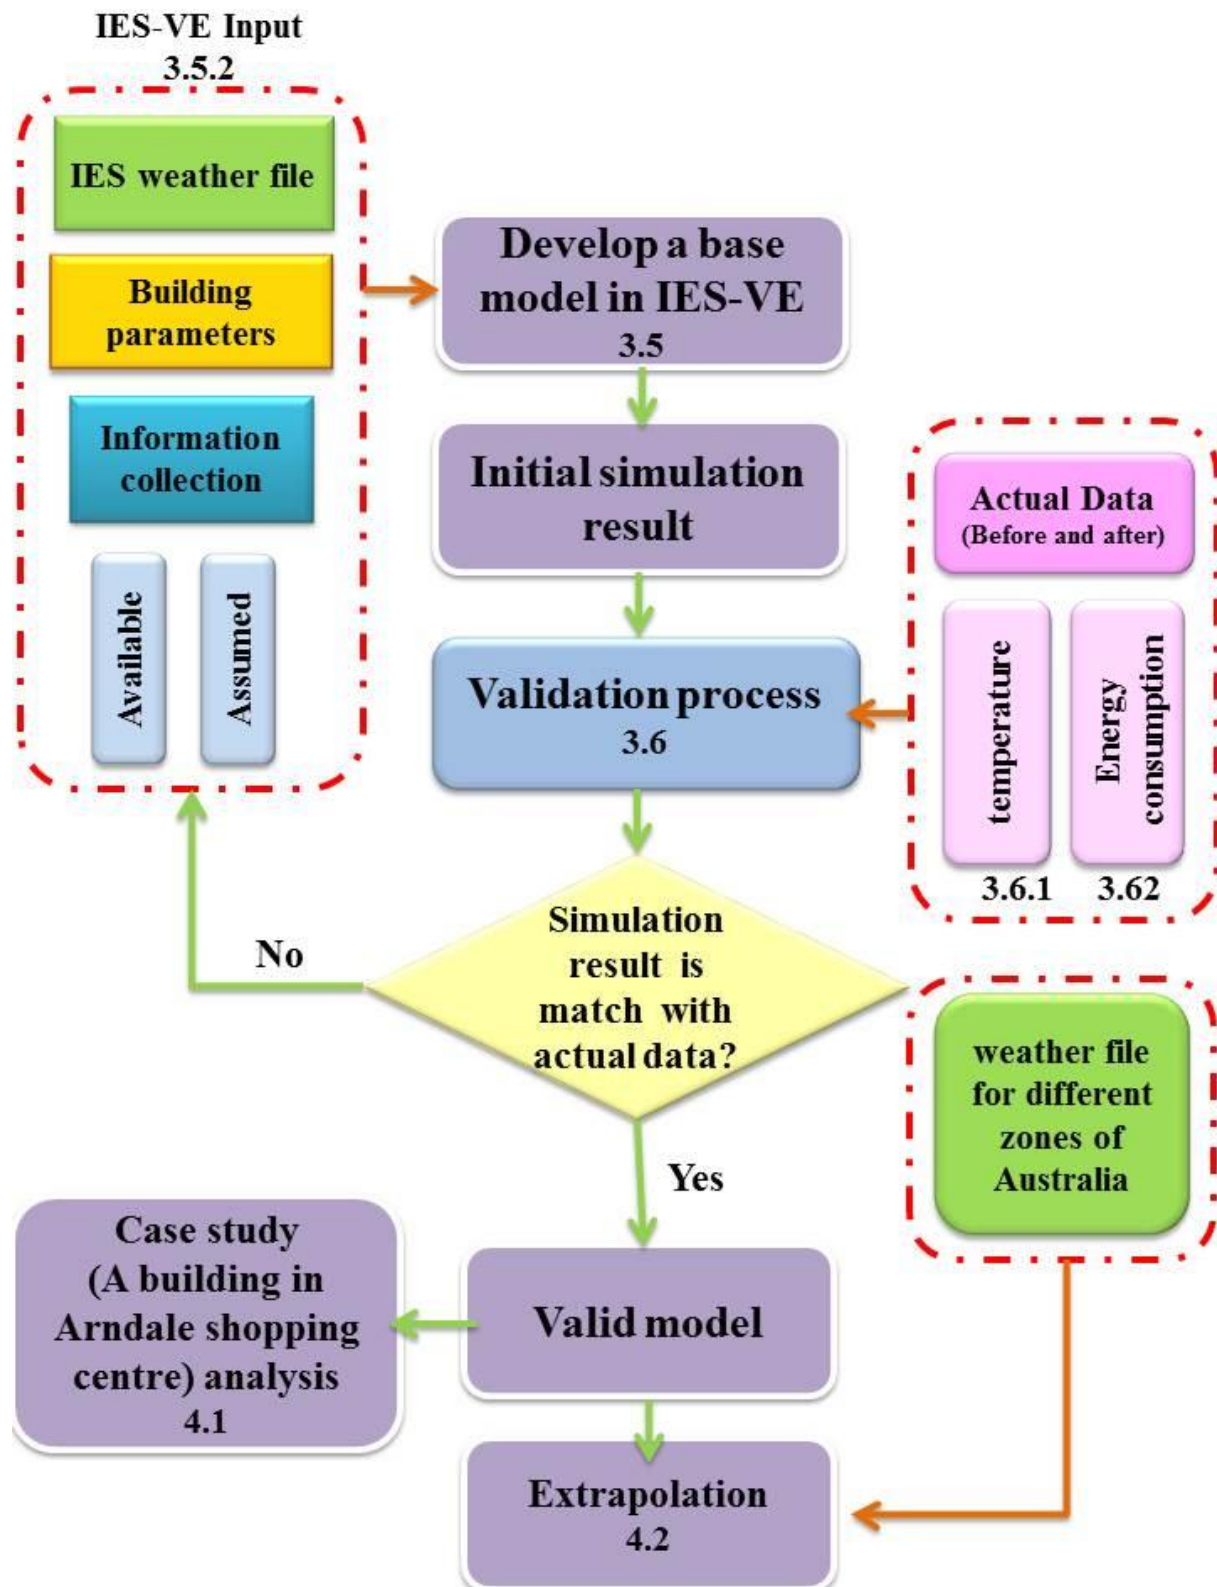 IES-VE Input
3.5.2
IES weather file
Building
parameters
Information
collection
Available
Assumed
Develop a base
model in IES-VE
3.5
Initial simulation
result
Validation process
3.6
Actual Data
(Before and after)
temperature
Energy
consumption
3.6.1
3.62
Simulation
result is
match with
actual data?
No
Yes
weather file
for different
zones of
Australia
Valid model
Case study
(A building in
Arndale shopping
centre) analysis
4.1
Extrapolation
4.2